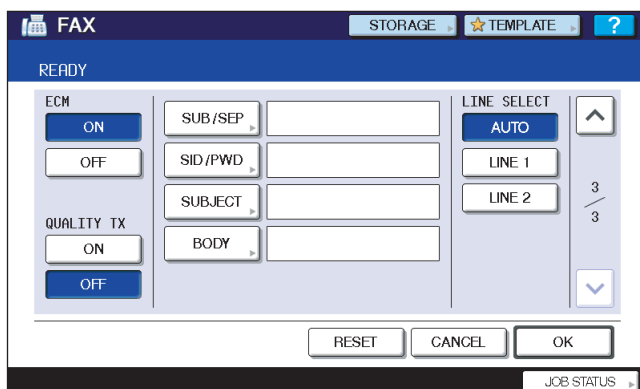 FAX
STORAGE
TEMPLATE
?
READY
ECM
ON
OFF
QUALITY TX
ON
OFF
SUB/SEP
SID/PWD
SUBJECT
BODY
LINE SELECT
AUTO
LINE 1
LINE 2
3
3
RESET
CANCEL
OK
JOB STATUS